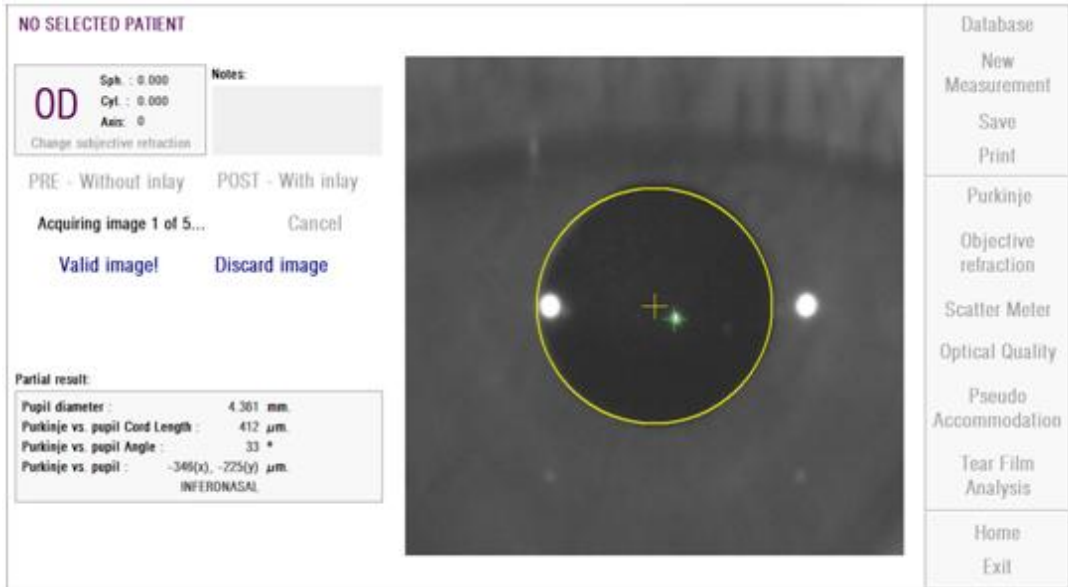 NO SELECTED PATIENT
OD
Sph. : 0.000
Cyl. : 0.000
Axis: 0
Change subjective refraction
Notes:
PRE - Without inlay
POST - With inlay
Acquiring image 1 of 5...
Cancel
Valid image!
Discard image
Partial result:
Pupil diameter : 4.361 mm.
Purkinje vs. pupil Cord Length : 412 µm.
Purkinje vs. pupil Angle : 33 °
Purkinje vs. pupil : -346(x), -225(y) µm.
INFERONASAL
Database
New
Measurement
Save
Print
Purkinje
Objective
refraction
Scatter Meter
Optical Quality
Pseudo
Accommodation
Tear Film
Analysis
Home
Exit